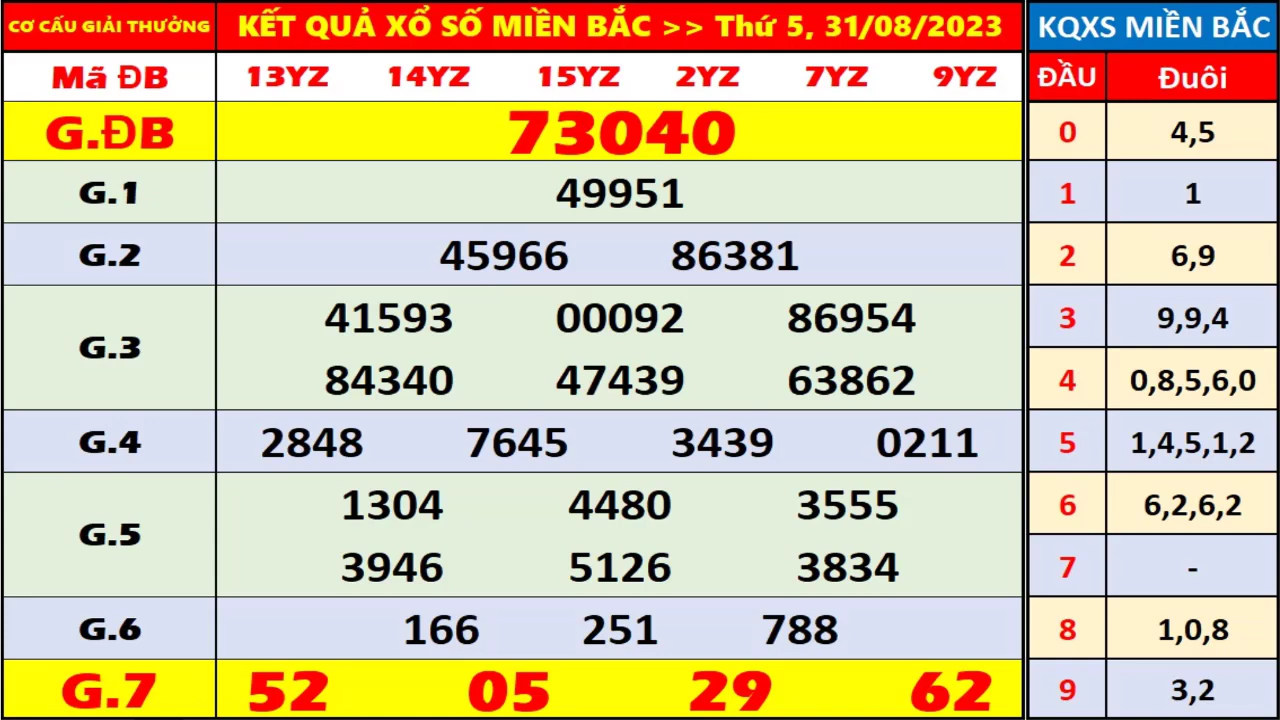 CƠ CẤU GIẢI THƯỞNG KẾT QUẢ XỔ SỐ MIỀN BẮC >> Thứ 5, 31/08/2023 KQXS MIỀN BẮC
Mã ĐB 13YZ 14YZ 15YZ 2YZ 7YZ 9YZ ĐẦU Đuôi
G.ĐB 73040 0 4,5
G.1 49951 1 1
G.2 45966 86381 2 6,9
G.3 41593 00092 86954 3 9,9,4
84340 47439 63862 4 0,8,5,6,0
G.4 2848 7645 3439 0211 5 1,4,5,1,2
G.5 1304 4480 3555 6 6,2,6,2
3946 5126 3834 7 -
G.6 166 251 788 8 1,0,8
G.7 52 05 29 62 9 3,2